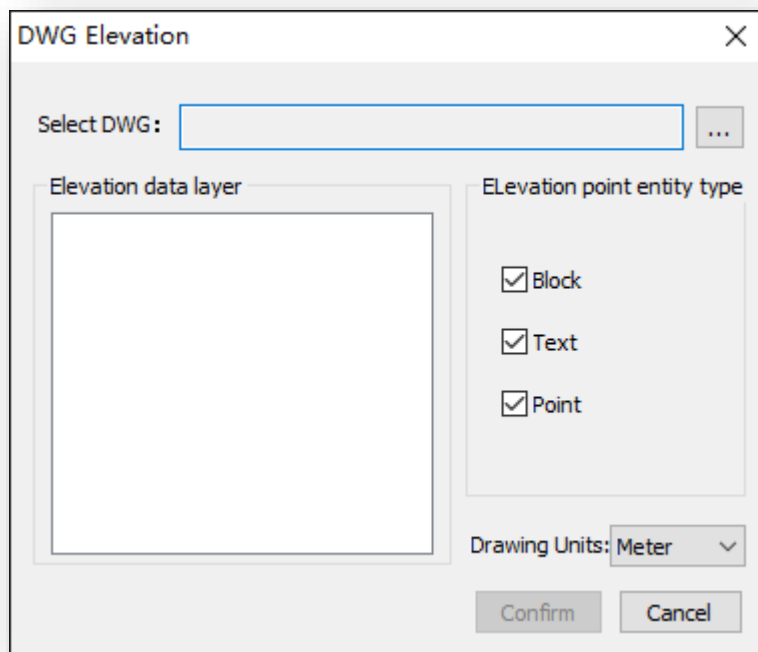 DWG Elevation
Select DWG:
...
Elevation data layer
ELevation point entity type
Block
Text
Point
Drawing Units:
Meter
Confirm
Cancel